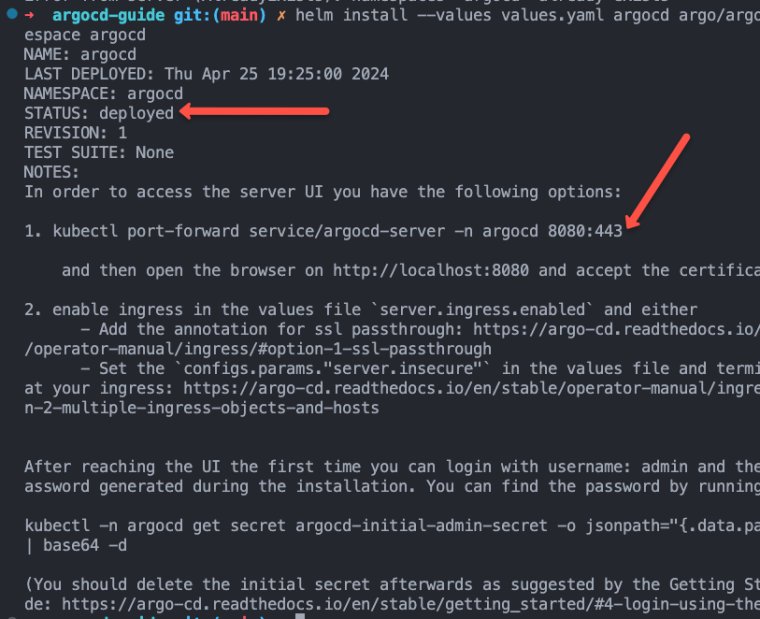 ➜  argocd-guide git:(main) ✗ helm install --values values.yaml argocd argo/argo
espace argocd
NAME: argocd
LAST DEPLOYED: Thu Apr 25 19:25:00 2024
NAMESPACE: argocd
STATUS: deployed
REVISION: 1
TEST SUITE: None
NOTES:
In order to access the server UI you have the following options:
1. kubectl port-forward service/argocd-server -n argocd 8080:443
and then open the browser on http://localhost:8080 and accept the certifica
2. enable ingress in the values file `server.ingress.enabled` and either
- Add the annotation for ssl passthrough: https://argo-cd.readthedocs.io/
/operator-manual/ingress/#option-1-ssl-passthrough
- Set the `configs.params."server.insecure"` in the values file and termi
at your ingress: https://argo-cd.readthedocs.io/en/stable/operator-manual/ingre
n-2-multiple-ingress-objects-and-hosts
After reaching the UI the first time you can login with username: admin and the
assword generated during the installation. You can find the password by running
kubectl -n argocd get secret argocd-initial-admin-secret -o jsonpath="{.data.pa
| base64 -d
(You should delete the initial secret afterwards as suggested by the Getting St
de: https://argo-cd.readthedocs.io/en/stable/getting_started/#4-login-using-the